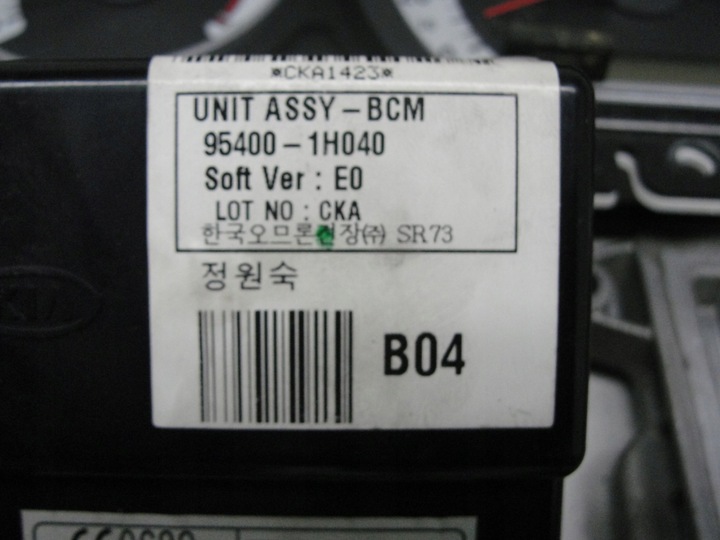 *CKA1423*
UNIT ASSY-BCM
95400-1H040
Soft Ver : E0
LOT NO : CKA
한국오므론전장㈜ SR73
정원숙
B04
KIA